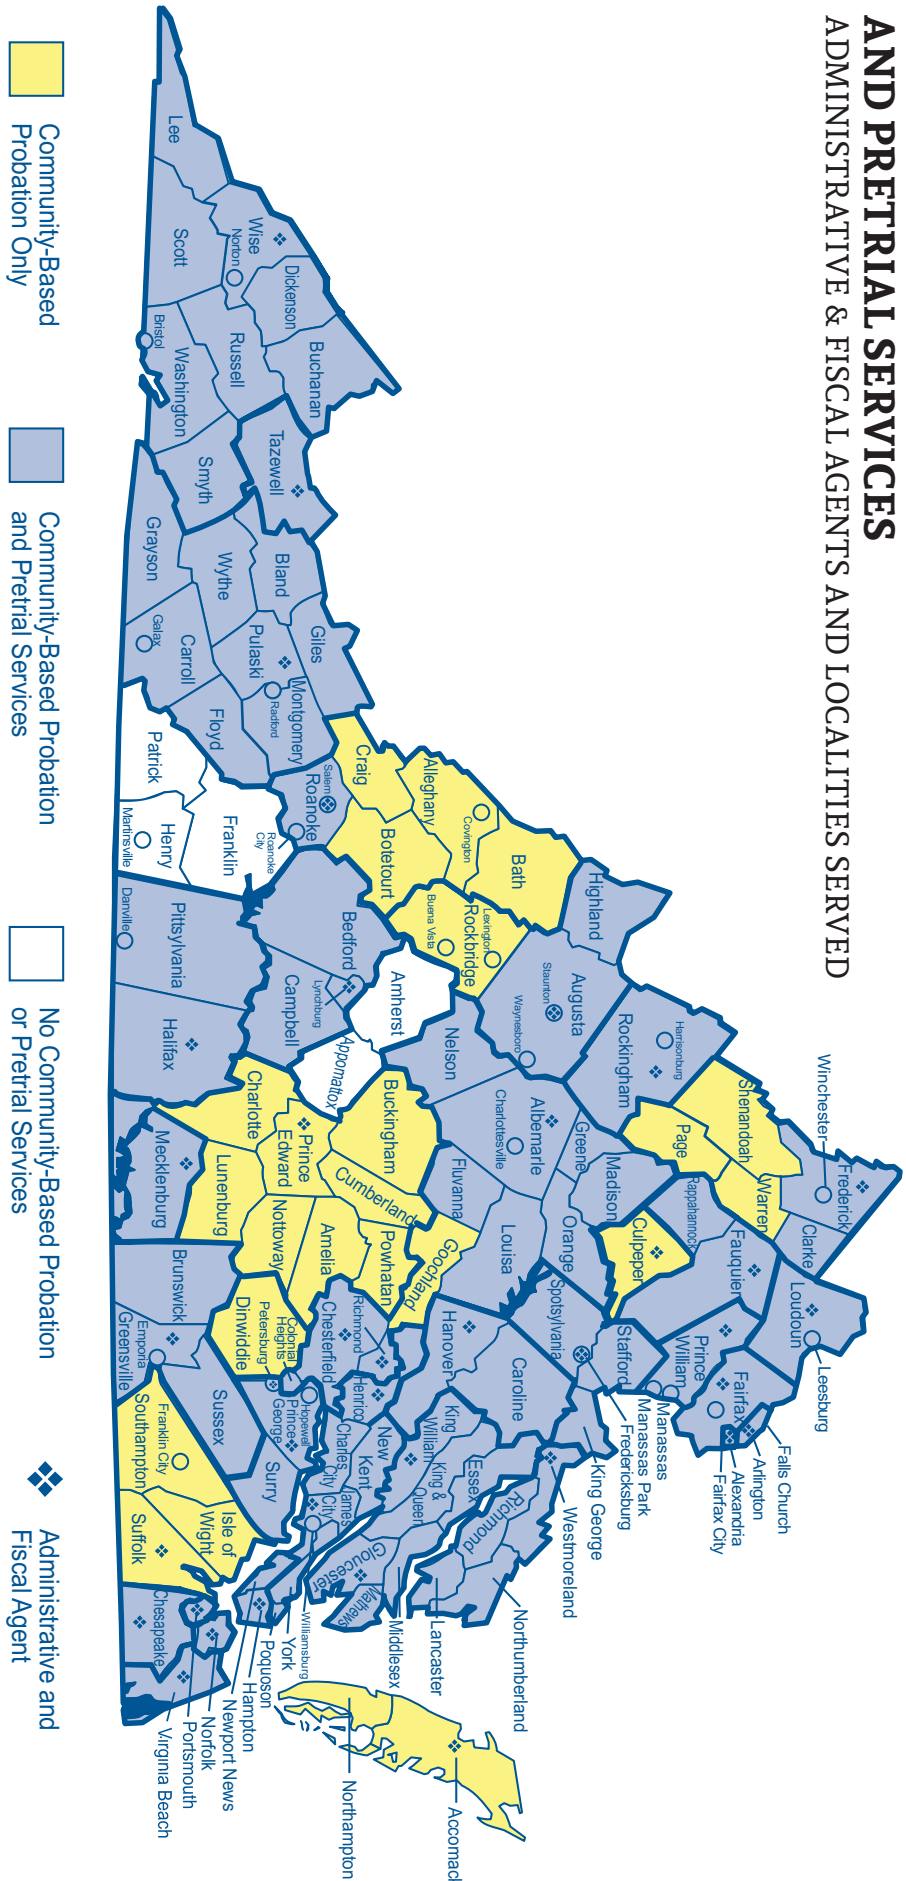 AND PRETRIAL SERVICES
ADMINISTRATIVE & FISCAL AGENTS AND LOCALITIES SERVED
Winchester
Frederick
Clarke
Loudoun
Leesburg
Shenandoah
Warren
Page
Rappahannock
Fauquier
Culpeper
Prince
William
Fairfax
Falls Church
Arlington
Alexandria
Fairfax City
Manassas
Manassas Park
Harrisonburg
Rockingham
Highland
Augusta
Staunton
Waynesboro
Madison
Greene
Orange
Albemarle
Charlottesville
Stafford
Fredericksburg
Spotsylvania
King George
Westmoreland
Caroline
Louisa
Fluvanna
Nelson
Bath
Alleghany
Covington
Rockbridge
Lexington
Buena Vista
Craig
Botetourt
Amherst
Appomattox
Buckingham
Cumberland
Goochland
Powhatan
Hanover
Essex
Richmond
Northumberland
Lancaster
Middlesex
King
William
King &
Queen
Gloucester
Mathews
New
Kent
Henrico
Richmond
Chesterfield
Charles
City
James
City
Williamsburg
York
Poquoson
Hampton
Newport News
Norfolk
Portsmouth
Virginia Beach
Accomacl
Northampton
Amelia
Nottoway
Prince
Edward
Charlotte
Lunenburg
Dinwiddie
Colonial
Heights
Petersburg
Hopewell
Prince
George
Surry
Sussex
Isle of
Wight
Suffolk
Chesapeake
Southampton
Franklin City
Greensville
Emporia
Brunswick
Mecklenburg
Halifax
Campbell
Lynchburg
Bedford
Pittsylvania
Danville
Roanoke
Salem
Roanoke
City
Franklin
Henry
Martinsville
Patrick
Floyd
Montgomery
Radford
Giles
Pulaski
Carroll
Galax
Bland
Wythe
Grayson
Tazewell
Smyth
Buchanan
Dickenson
Russell
Washington
Bristol
Wise
Norton
Scott
Lee
Community-Based
Probation Only
Community-Based Probation
and Pretrial Services
No Community-Based Probation
or Pretrial Services
Administrative and
Fiscal Agent